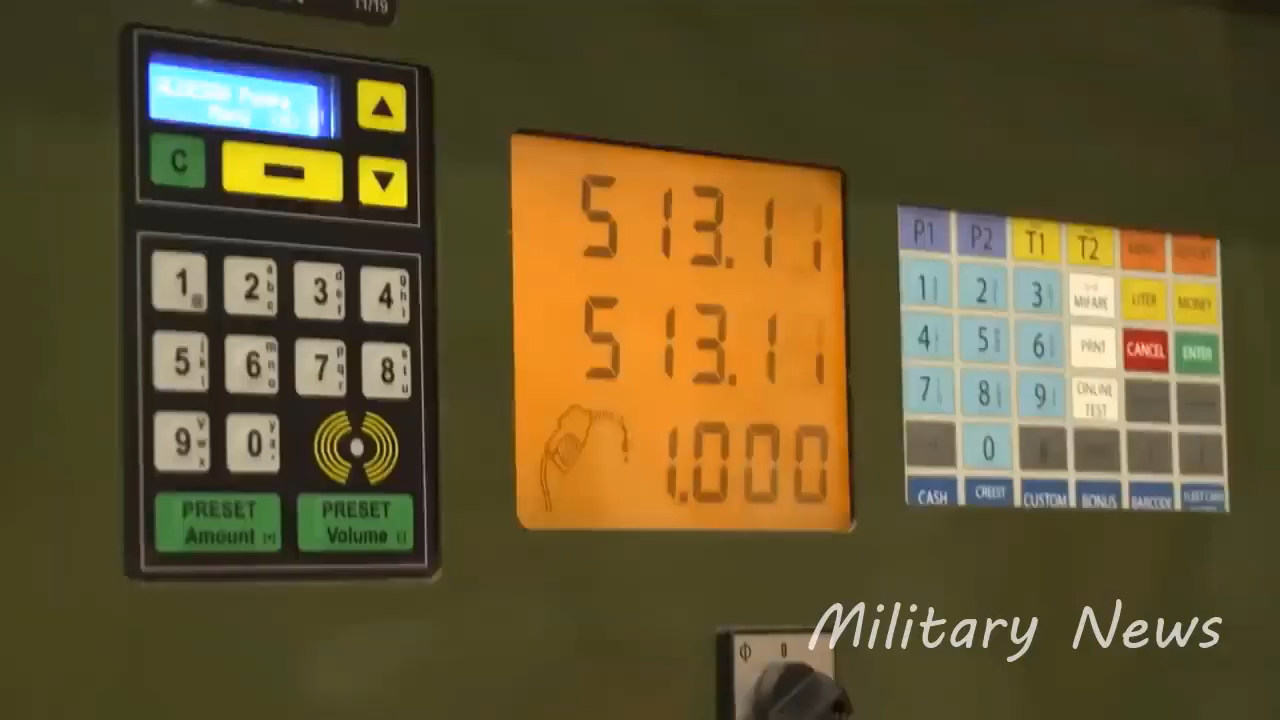 11/19
C
1 2 abc 3 def 4 ghi
5 jkl 6 mno 7 pqr 8 stu
9 vwx 0
PRESET Amount
PRESET Volume
513.11
513.11
1.000
P1 P2 T1 T2
1 2 3 MIFARE LITER MONEY
4 5 6 PRINT CANCEL ENTER
7 8 9 ONLINE TEST
0
CASH CREDIT CUSTOM BONUS BARCODE
0
Military News